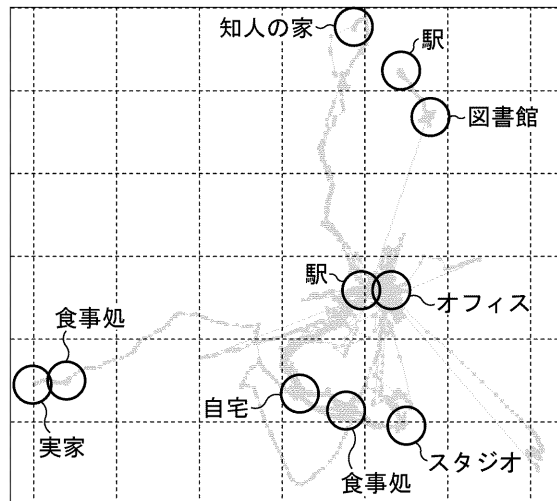 知人の家
駅
図書館
駅
オフィス
食事処
実家
自宅
食事処
スタジオ